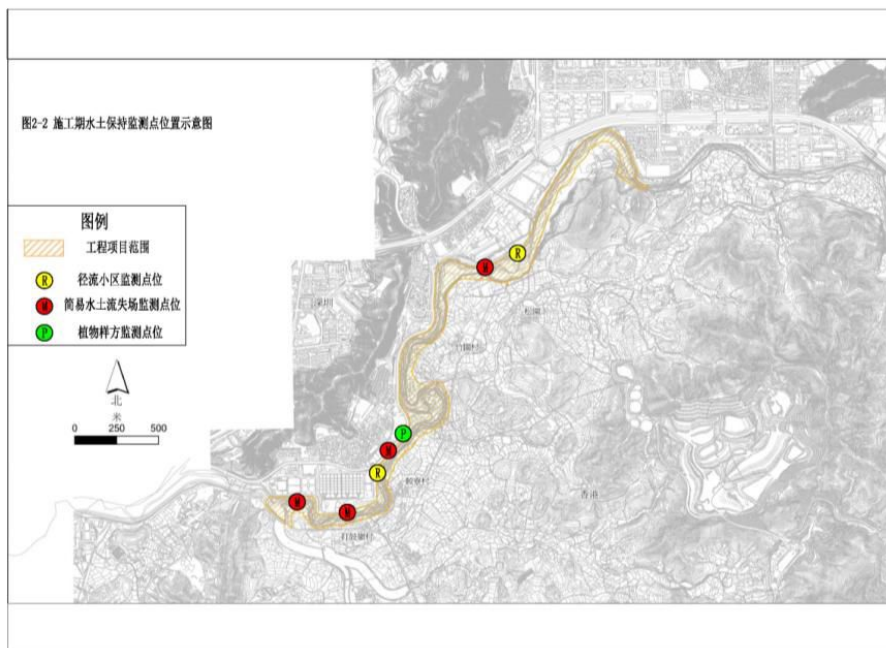 图2-2 施工期水土保持监测点位置示意图
图例
工程项目范围
R 径流小区监测点位
M 简易水土流失场监测点位
P 植物样方监测点位
北
米
0 250 500
R
M
竹園村
P
M
R
M
M
香港